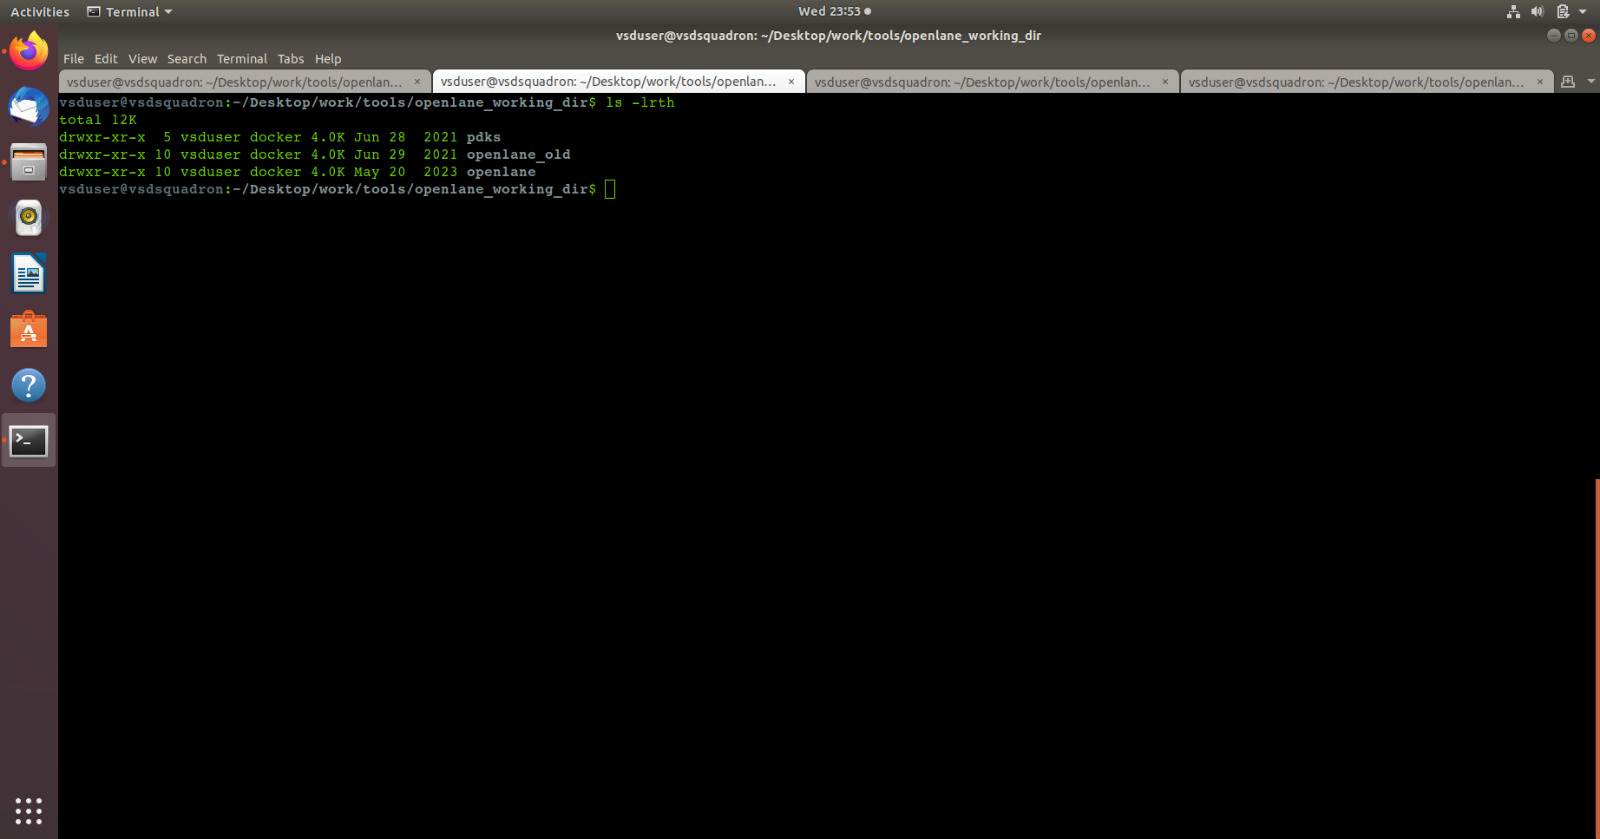 Activities Terminal Wed 23:53
vsduser@vsdsquadron: ~/Desktop/work/tools/openlane_working_dir
File Edit View Search Terminal Tabs Help
vsduser@vsdsquadron: ~/Desktop/work/tools/openlan... × vsduser@vsdsquadron: ~/Desktop/work/tools/openlan... × vsduser@vsdsquadron: ~/Desktop/work/tools/openlan... × vsduser@vsdsquadron: ~/Desktop/work/tools/openlan... ×
vsduser@vsdsquadron:~/Desktop/work/tools/openlane_working_dir$ ls -lrth
total 12K
drwxr-xr-x  5 vsduser docker 4.0K Jun 28  2021 pdks
drwxr-xr-x 10 vsduser docker 4.0K Jun 29  2021 openlane_old
drwxr-xr-x 10 vsduser docker 4.0K May 20  2023 openlane
vsduser@vsdsquadron:~/Desktop/work/tools/openlane_working_dir$